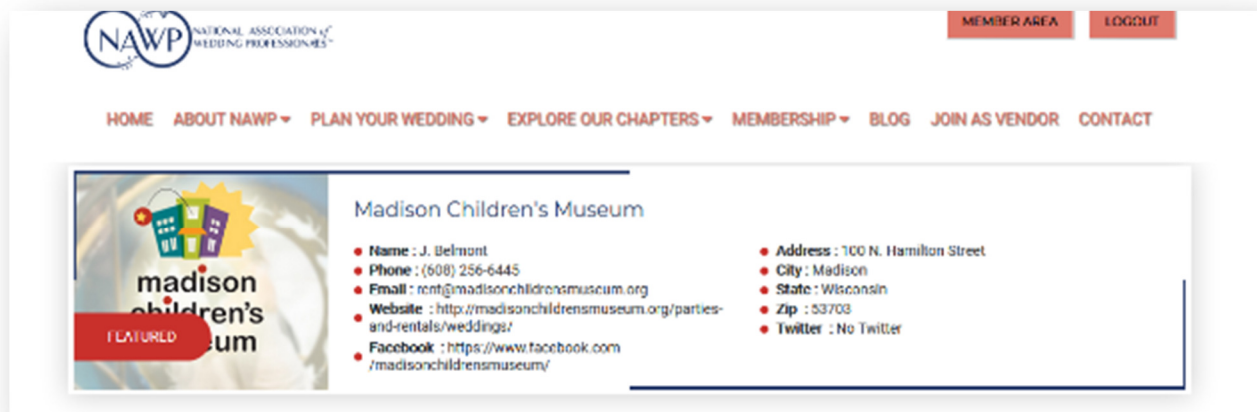 NAWP NATIONAL ASSOCIATION of
WEDDING PROFESSIONALS
MEMBER AREA
LOGOUT
HOME ABOUT NAWP PLAN YOUR WEDDING EXPLORE OUR CHAPTERS MEMBERSHIP BLOG JOIN AS VENDOR CONTACT
madison
children's
um
FEATURED
Madison Children's Museum
Name : J. Belmont
Phone : (608) 256-6445
Email : rent@madisonchildrensmuseum.org
Website : http://madisonchildrensmuseum.org/parties-
and-rentals/weddings/
Facebook : https://www.facebook.com
/madisonchildrensmuseum/
Address : 100 N. Hamilton Street
City : Madison
State : Wisconsin
Zip : 53703
Twitter : No Twitter